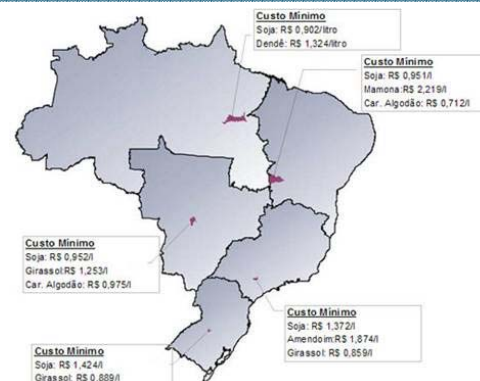 Custo Mínimo
Soja: R$ 0,902/litro
Dendê: R$ 1,324/litro
Custo Mínimo
Soja: R$ 0,951/l
Mamona:R$ 2,219/l
Car. Algodão: R$ 0,712/l
Custo Mínimo
Soja: R$ 0,952/l
Girassol:R$ 1,253/l
Car. Algodão: R$ 0,975/l
Custo Mínimo
Soja: R$ 1,372/l
Amendoim:R$ 1,874/l
Girassol: R$ 0,859/l
Custo Mínimo
Soja: R$ 1,424/l
Girassol: R$ 0,889/l